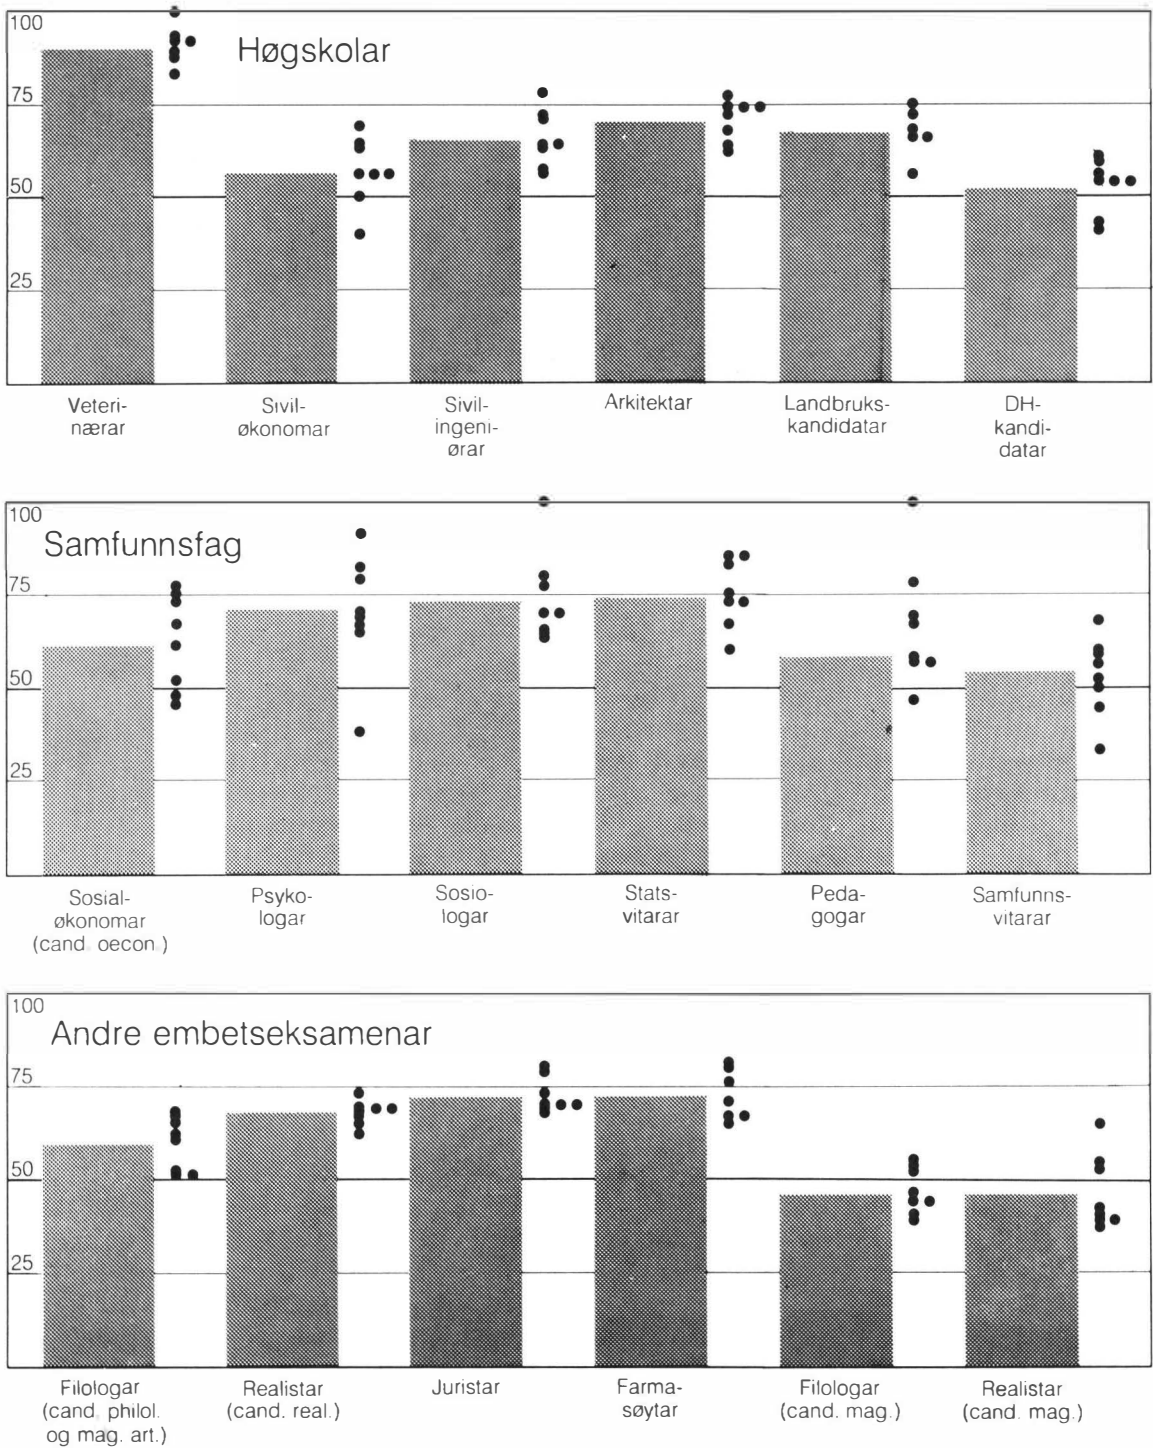 100
Høgskolar
75
50
25
Veteri-
nærar
Sivil-
økonomar
Sivil-
ingeni-
ørar
Arkitektar
Landbruks-
kandidatar
DH-
kandi-
datar
100
Samfunnsfag
75
50
25
Sosial-
økonomar
(cand. oecon.)
Psyko-
logar
Sosio-
logar
Stats-
vitarar
Peda-
gogar
Samfunns-
vitarar
100
Andre embetseksamenar
75
50
25
Filologar
(cand. philol.
og mag. art.)
Realistar
(cand. real.)
Juristar
Farma-
søytar
Filologar
(cand. mag.)
Realistar
(cand. mag.)